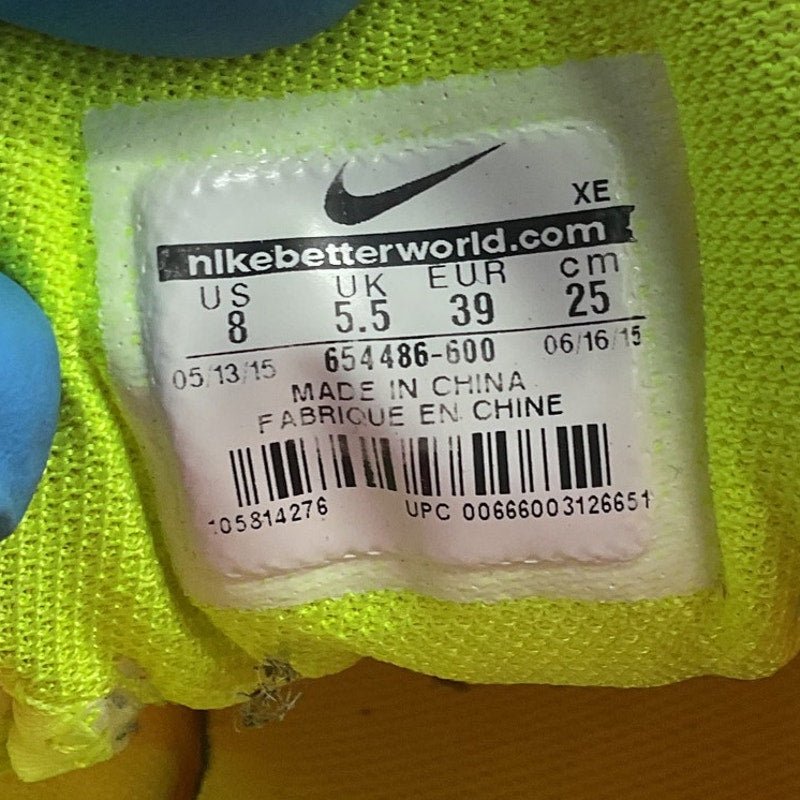 XE
nikebetterworld.com
US UK EUR cm
8 5.5 39 25
05/13/15 654486-600 06/16/15
MADE IN CHINA
FABRIQUE EN CHINE
105814276 UPC 00666003126651